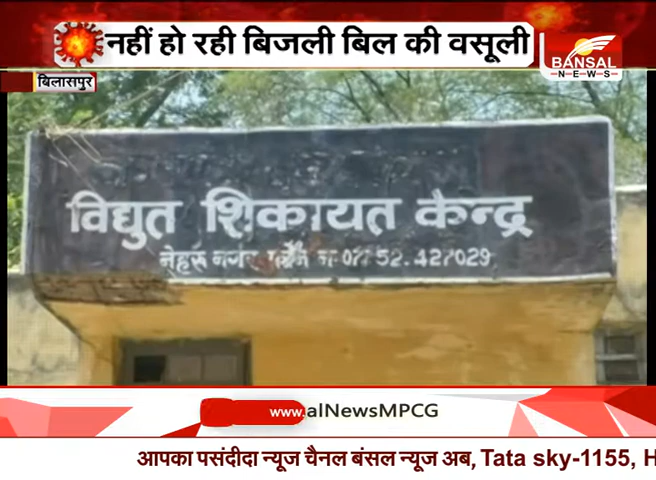 नहीं हो रही बिजली बिल की वसूली
BANSAL
NEWS
बिलासपुर
विद्युत शिकायत केन्द्र
नेहरू नगर 07752.427029
www.alNewsMPCG
आपका पसंदीदा न्यूज चैनल बंसल न्यूज अब, Tata sky-1155, H